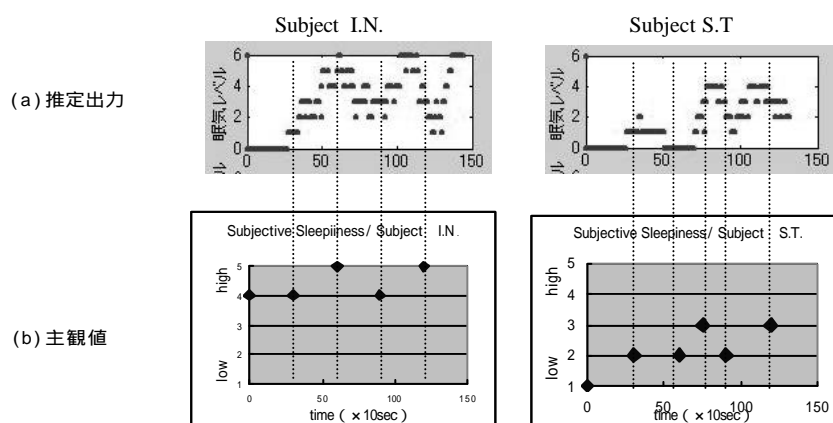 Subject I.N.
Subject S.T
(a)推定出力
眠気レベル
6
4
2
0
0 50 100 150
眠気レベル
6
4
2
0
0 50 100 150
(b)主観値
Subjective Sleepiiness/ Subject I.N.
high
low
5
4
3
2
1
0 50 100 150
time(×10sec)
Subjective Sleepiness/ Subject S.T.
high
low
5
4
3
2
1
0 50 100 150
time(×10sec)